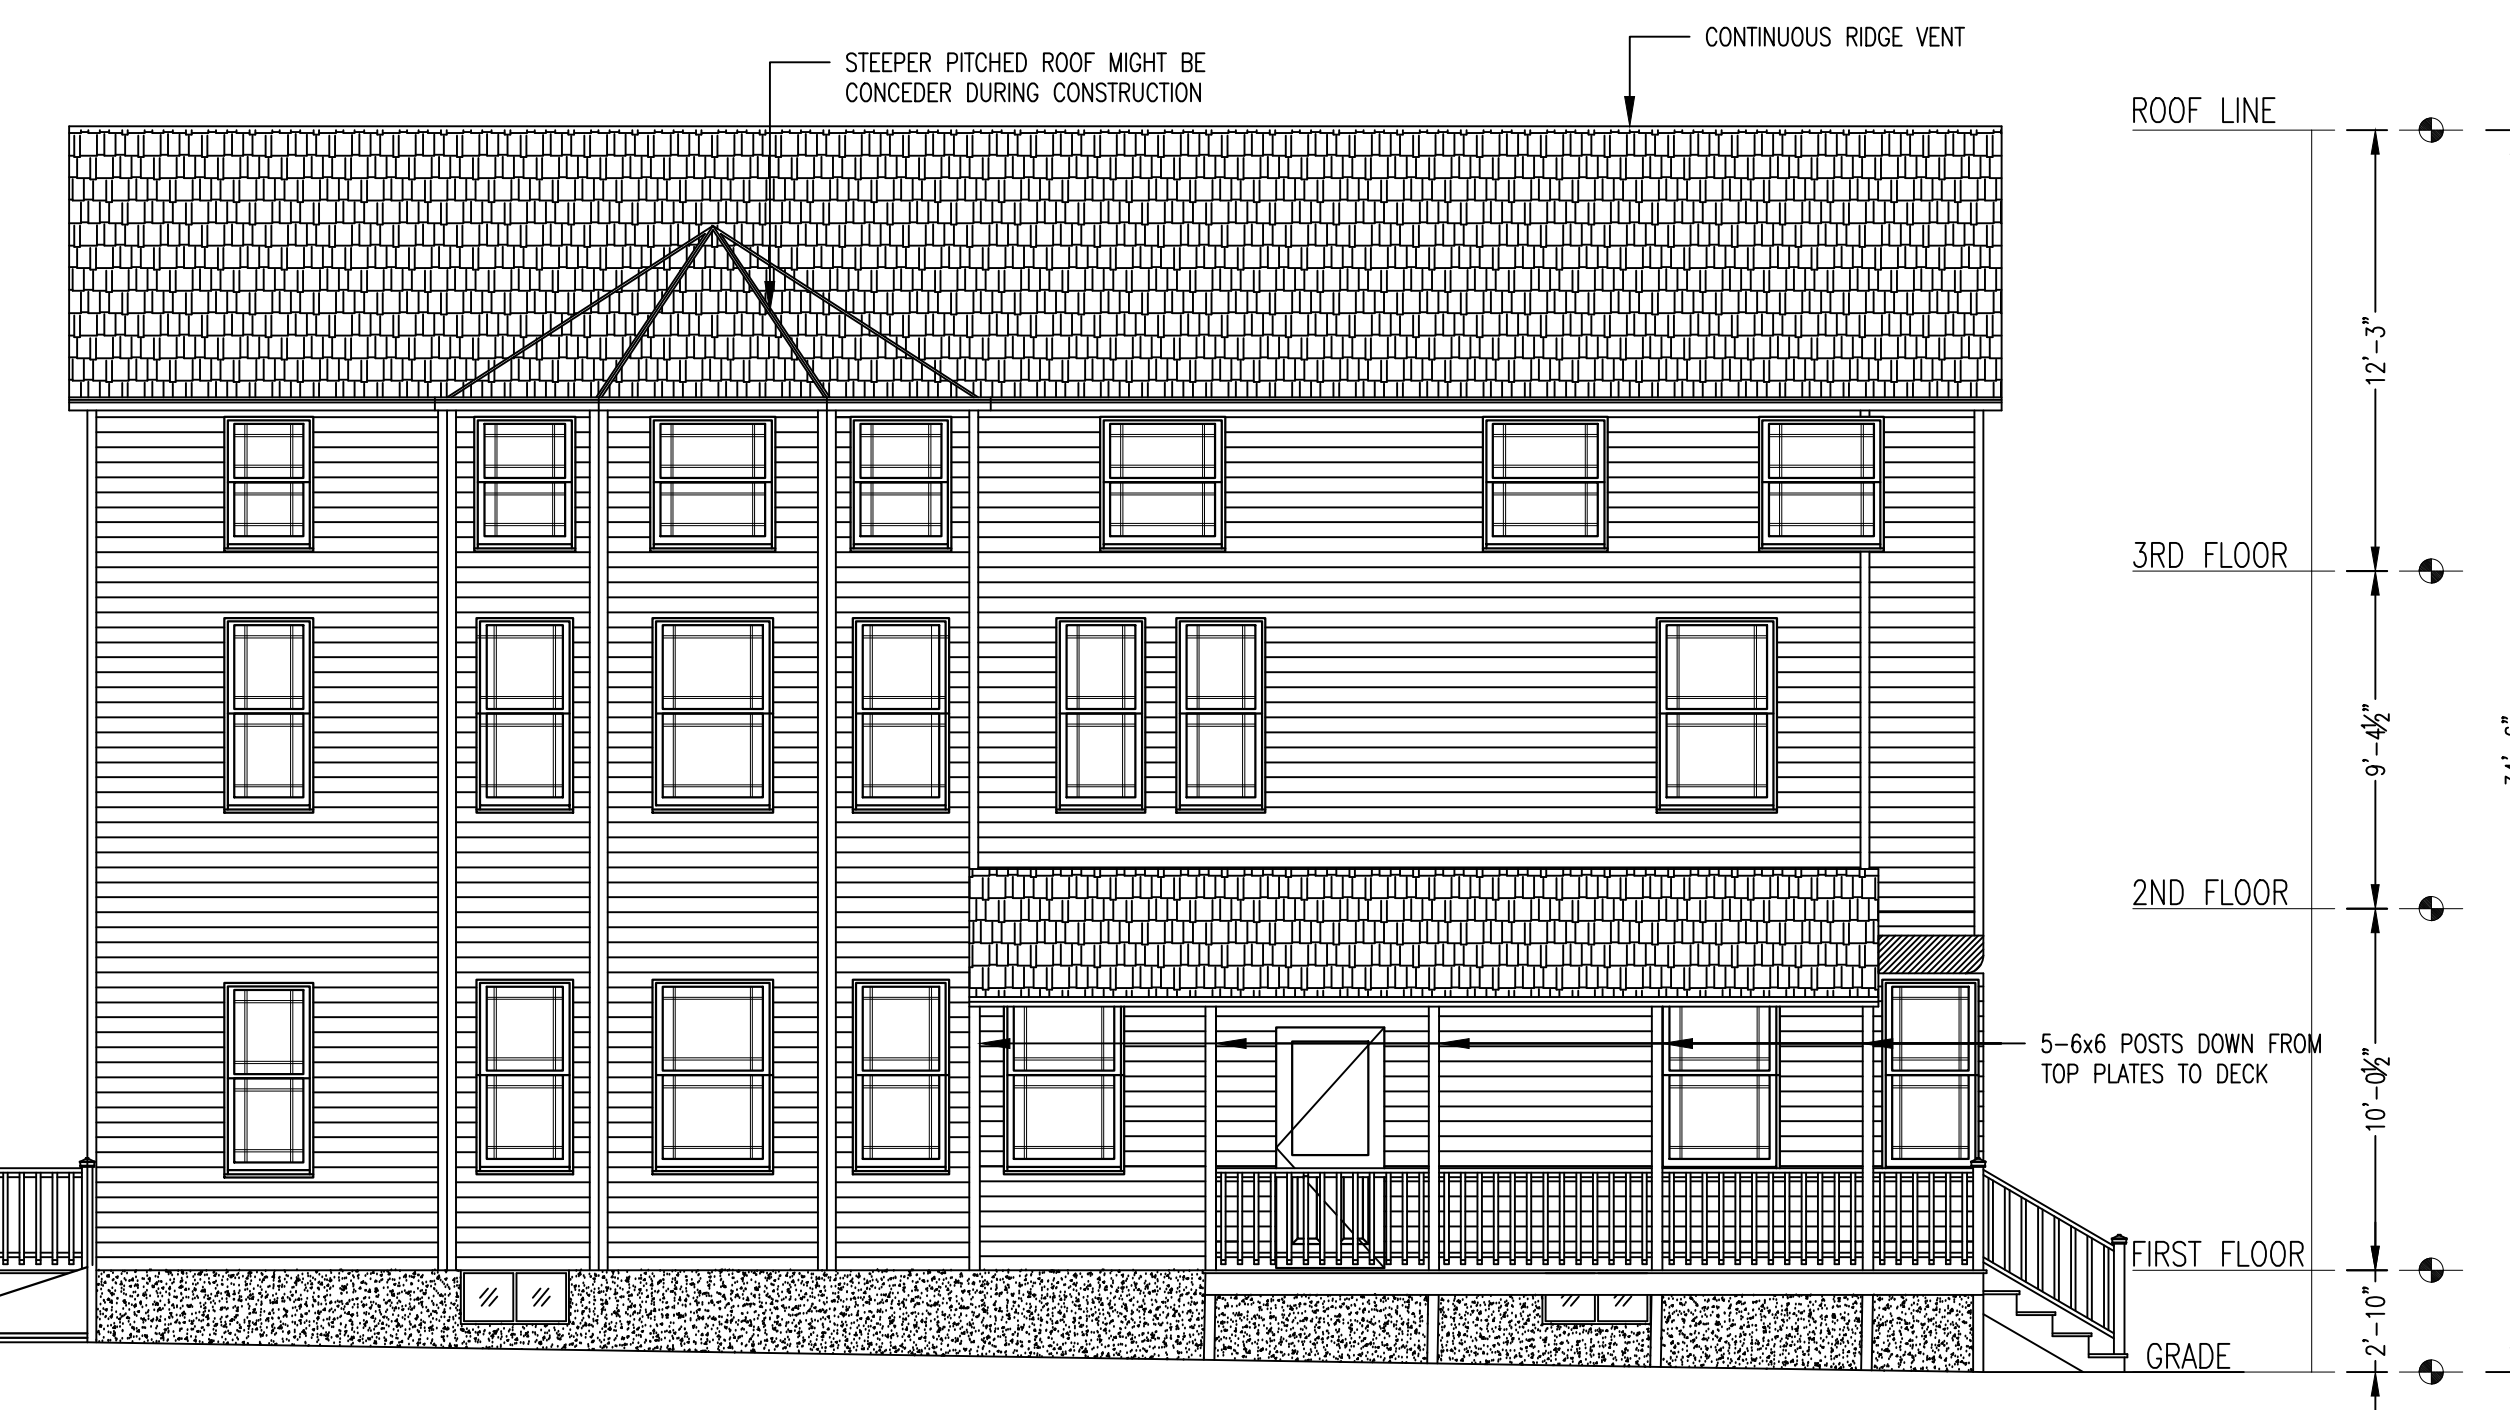 CONTINUOUS RIDGE VENT
STEEPER PITCHED ROOF MIGHT BE
CONCEDER DURING CONSTRUCTION
ROOF LINE
12'-3"
3RD FLOOR
9'-4½"
2ND FLOOR
5-6x6 POSTS DOWN FROM
TOP PLATES TO DECK
10'-0½"
FIRST FLOOR
2'-10"
GRADE